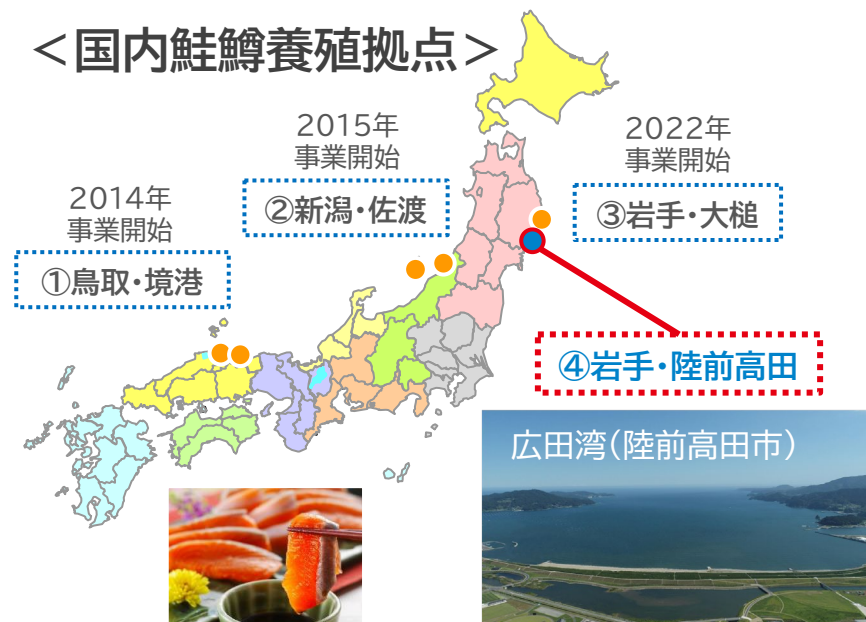 ＜国内鮭鱒養殖拠点＞
2014年
事業開始
①鳥取・境港
2015年
事業開始
②新潟・佐渡
2022年
事業開始
③岩手・大槌
④岩手・陸前高田
広田湾（陸前高田市）